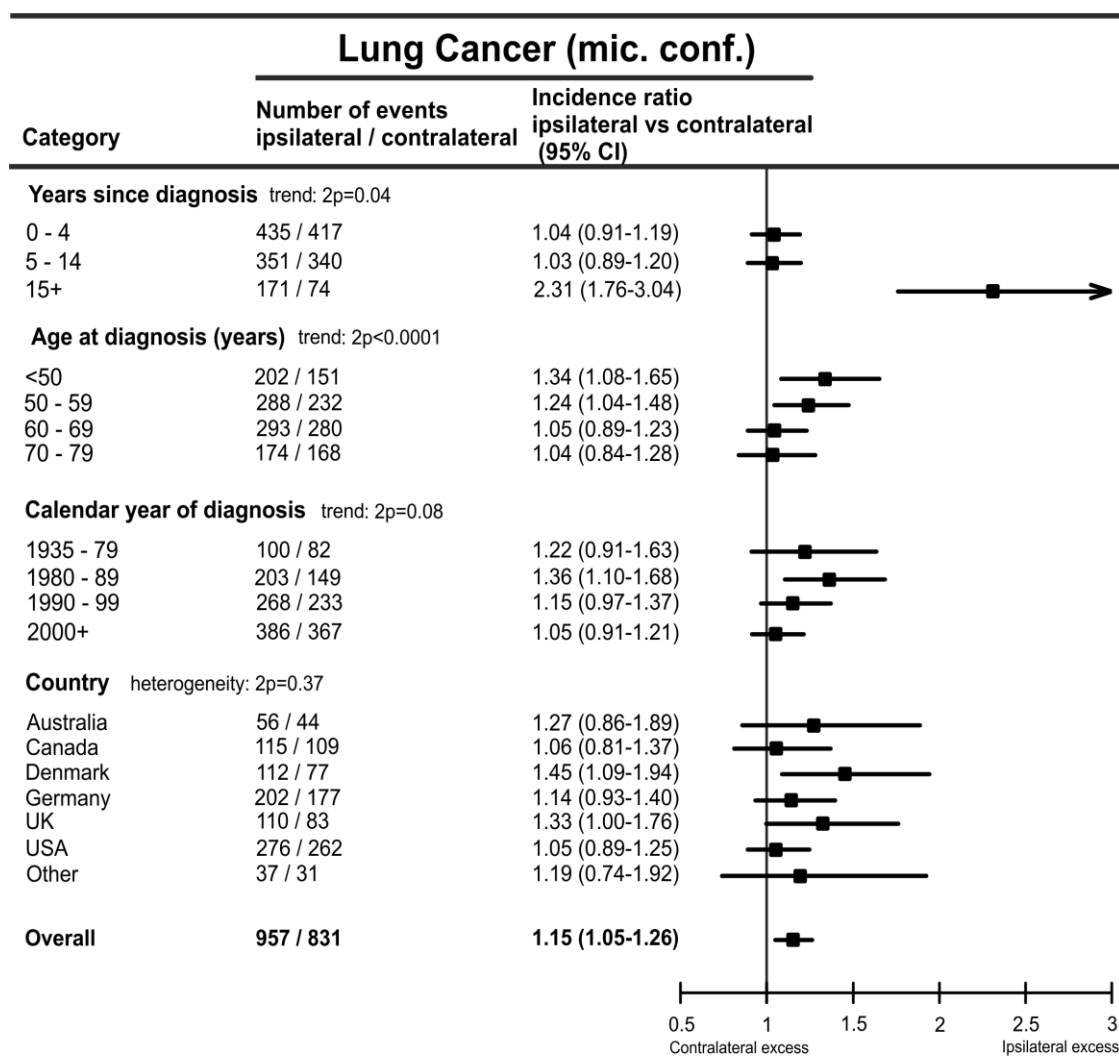 Lung Cancer (mic. conf.)
Category
Number of events
ipsilateral / contralateral
Incidence ratio
ipsilateral vs contralateral
(95% CI)
Years since diagnosis trend: 2p=0.04
0 - 4 435 / 417 1.04 (0.91-1.19)
5 - 14 351 / 340 1.03 (0.89-1.20)
15+ 171 / 74 2.31 (1.76-3.04)
Age at diagnosis (years) trend: 2p<0.0001
<50 202 / 151 1.34 (1.08-1.65)
50 - 59 288 / 232 1.24 (1.04-1.48)
60 - 69 293 / 280 1.05 (0.89-1.23)
70 - 79 174 / 168 1.04 (0.84-1.28)
Calendar year of diagnosis trend: 2p=0.08
1935 - 79 100 / 82 1.22 (0.91-1.63)
1980 - 89 203 / 149 1.36 (1.10-1.68)
1990 - 99 268 / 233 1.15 (0.97-1.37)
2000+ 386 / 367 1.05 (0.91-1.21)
Country heterogeneity: 2p=0.37
Australia 56 / 44 1.27 (0.86-1.89)
Canada 115 / 109 1.06 (0.81-1.37)
Denmark 112 / 77 1.45 (1.09-1.94)
Germany 202 / 177 1.14 (0.93-1.40)
UK 110 / 83 1.33 (1.00-1.76)
USA 276 / 262 1.05 (0.89-1.25)
Other 37 / 31 1.19 (0.74-1.92)
Overall 957 / 831 1.15 (1.05-1.26)
0.5 1 1.5 2 2.5 3
Contralateral excess Ipsilateral excess